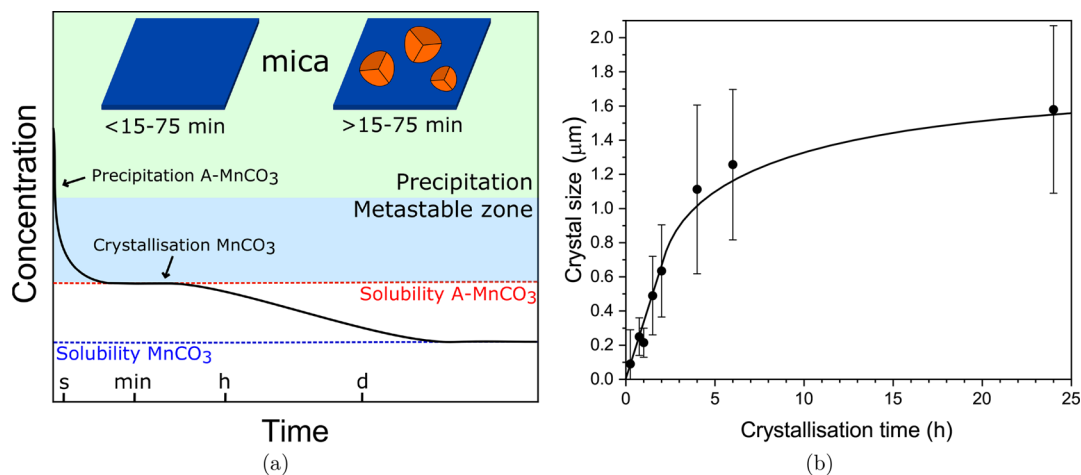 mica
<15-75 min
>15-75 min
Precipitation A-MnCO3
Precipitation
Metastable zone
Crystallisation MnCO3
Solubility A-MnCO3
Solubility MnCO3
Concentration
s min h d
Time
(a)
Crystal size (μm)
2.0
1.8
1.6
1.4
1.2
1.0
0.8
0.6
0.4
0.2
0.0
0 5 10 15 20 25
Crystallisation time (h)
(b)